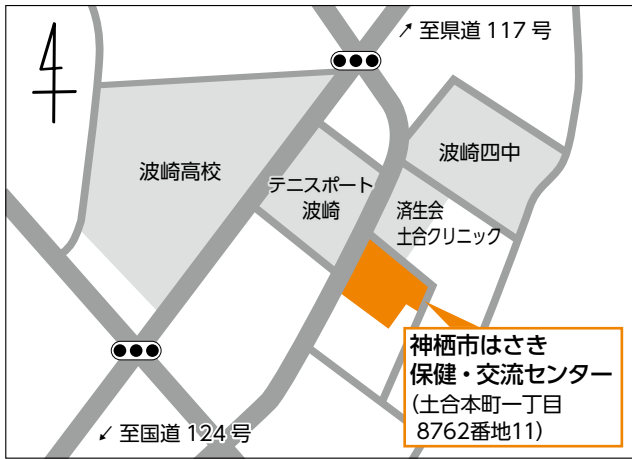 ↗ 至県道 117 号
波崎高校
波崎四中
テニスポート
波崎
済生会
土合クリニック
神栖市はさき
保健・交流センター
(土合本町一丁目
8762番地11)
↙ 至国道 124 号